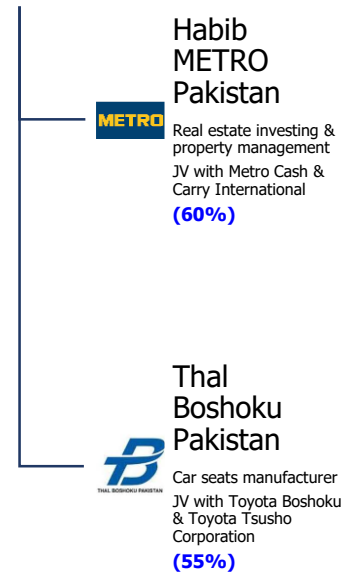 Habib
METRO
Pakistan
METRO
Real estate investing &
property management
JV with Metro Cash &
Carry International
(60%)
Thal
Boshoku
Pakistan
THAL BOSHOKU PAKISTAN
Car seats manufacturer
JV with Toyota Boshoku
& Toyota Tsusho
Corporation
(55%)